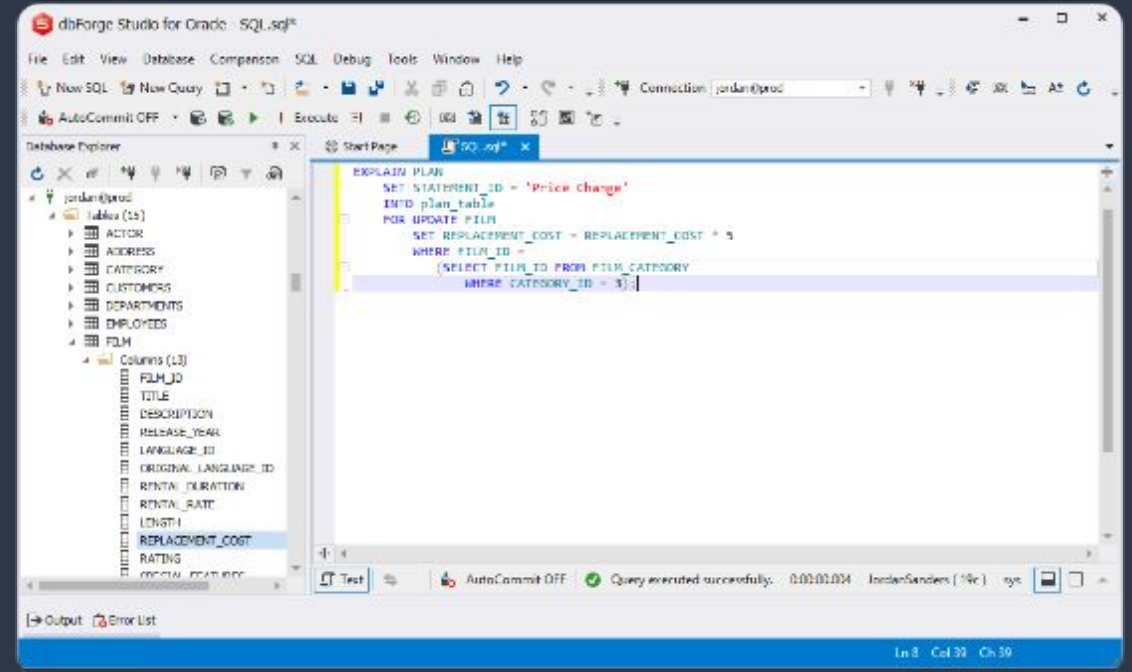 dbForge Studio for Oracle - SQL.sql*
File Edit View Database Comparison SQL Debug Tools Window Help
New SQL New Query Connection jordan@prod
AutoCommit OFF Execute
Database Explorer
Start Page SQL.sql*
jordan@prod
Tables (15)
ACTOR
ADDRESS
CATEGORY
CUSTOMERS
DEPARTMENTS
EMPLOYEES
FILM
Columns (13)
FILM_ID
TITLE
DESCRIPTION
RELEASE_YEAR
LANGUAGE_ID
ORIGINAL_LANGUAGE_ID
RENTAL_DURATION
RENTAL_RATE
LENGTH
REPLACEMENT_COST
RATING
SPECIAL_FEATURES
EXPLAIN PLAN
SET STATEMENT_ID = 'Price Change'
INTO plan_table
FOR UPDATE FILM
SET REPLACEMENT_COST = REPLACEMENT_COST * 5
WHERE FILM_ID =
(SELECT FILM_ID FROM FILM_CATEGORY
WHERE CATEGORY_ID = 3);
Text AutoCommit OFF Query executed successfully. 0:00:00.004 JordanSanders (19c) sys
Output Error List
Ln 8 Col 39 Ch 39